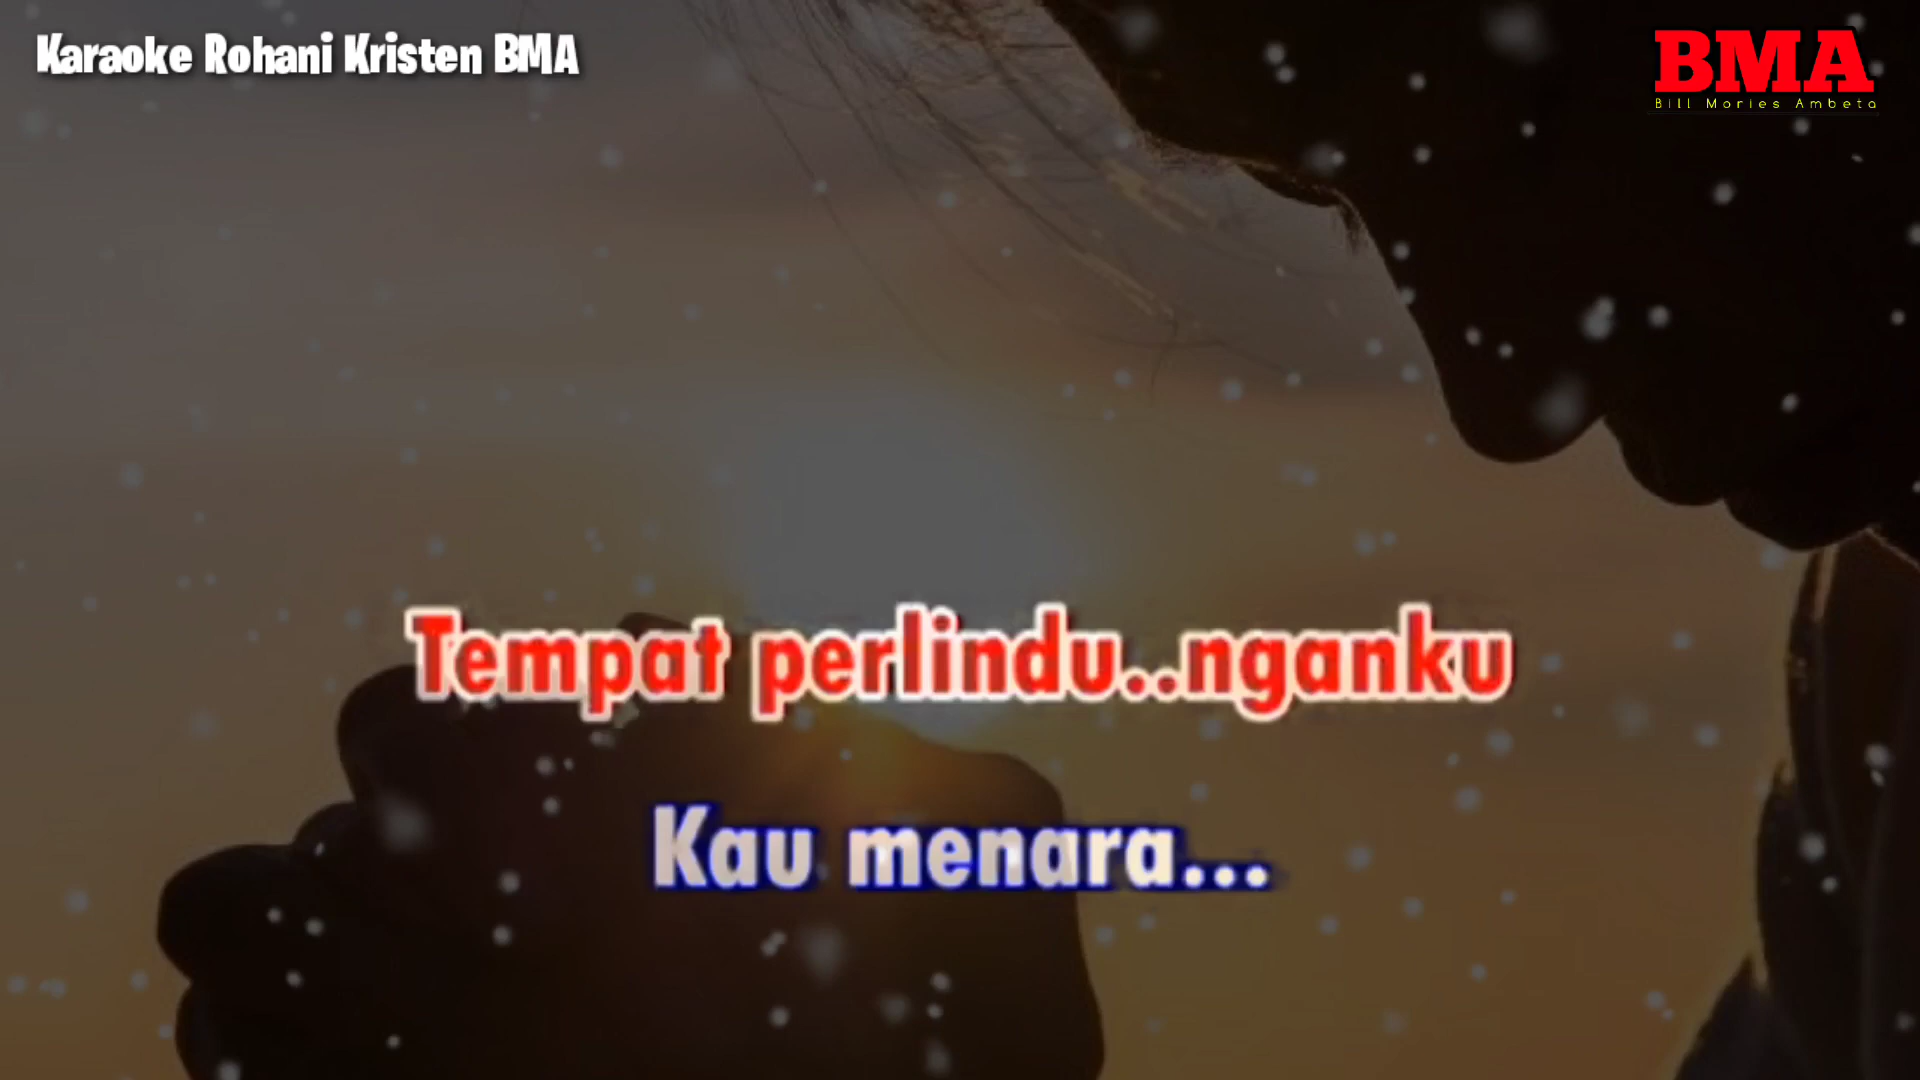 Karaoke Rohani Kristen BMA
BMA
Bill Mories Ambeta
Tempat perlindu..nganku
Kau menara...